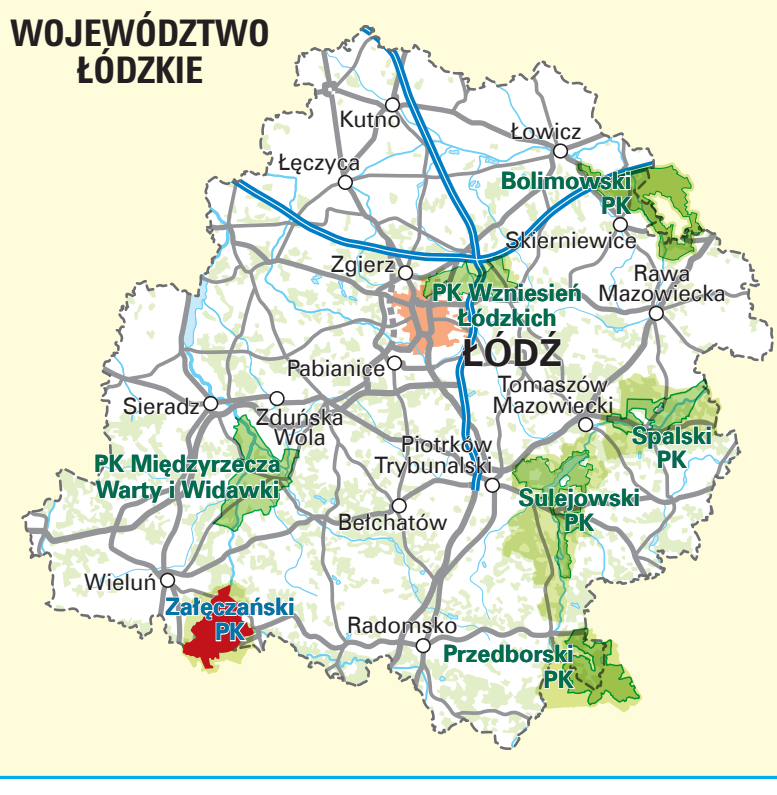 WOJEWÓDZTWO
ŁÓDZKIE
Kutno
Łowicz
Łęczyca
Bolimowski
PK
Skierniewice
Zgierz
Rawa
Mazowiecka
PK Wzniesień
Łódzkich
ŁÓDŹ
Pabianice
Tomaszów
Mazowiecki
Sieradz
Zduńska
Wola
Spalski
PK
Piotrków
Trybunalski
PK Międzyrzecza
Warty i Widawki
Sulejowski
PK
Bełchatów
Wieluń
Załęczański
PK
Radomsko
Przedborski
PK